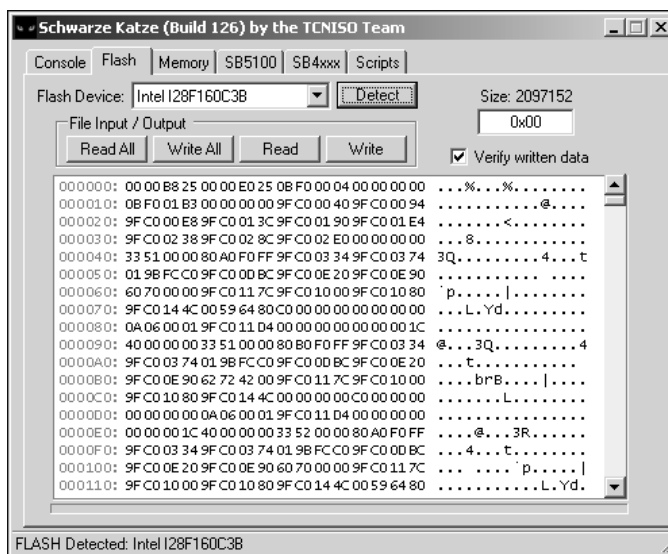 Schwarze Katze (Build 126) by the TCNISO Team
Console Flash Memory SB5100 SB4xxx Scripts
Flash Device: Intel I28F160C3B Detect Size: 2097152
File Input / Output 0x00
Read All Write All Read Write Verify written data
000000: 00 00 B8 25 00 00 E0 25 0B F0 00 04 00 00 00 00 ...%...%........
000010: 0B F0 01 B3 00 00 00 00 9F C0 00 40 9F C0 00 94 ...........@....
000020: 9F C0 00 E8 9F C0 01 3C 9F C0 01 90 9F C0 01 E4 .......<........
000030: 9F C0 02 38 9F C0 02 8C 9F C0 02 E0 00 00 00 00 ...8............
000040: 33 51 00 00 80 A0 F0 FF 9F C0 03 34 9F C0 03 74 3Q.........4...t
000050: 01 9B FC C0 9F C0 0D BC 9F C0 0E 20 9F C0 0E 90 ........... ....
000060: 60 70 00 00 9F C0 11 7C 9F C0 10 00 9F C0 10 80 `p.....|........
000070: 9F C0 14 4C 00 59 64 80 C0 00 00 00 00 00 00 00 ...L.Yd.........
000080: 0A 06 00 01 9F C0 11 D4 00 00 00 00 00 00 00 1C ................
000090: 40 00 00 00 33 51 00 00 80 B0 F0 FF 9F C0 03 34 @...3Q.........4
0000A0: 9F C0 03 74 01 9B FC C0 9F C0 0D BC 9F C0 0E 20 ...t........... 
0000B0: 9F C0 0E 90 62 72 42 00 9F C0 11 7C 9F C0 10 00 ....brB....|....
0000C0: 9F C0 10 80 9F C0 14 4C 00 00 00 00 C0 00 00 00 .......L........
0000D0: 00 00 00 00 0A 06 00 01 9F C0 11 D4 00 00 00 00 ................
0000E0: 00 00 00 1C 40 00 00 00 33 52 00 00 80 A0 F0 FF ....@...3R......
0000F0: 9F C0 03 34 9F C0 03 74 01 9B FC C0 9F C0 0D BC ...4...t........
000100: 9F C0 0E 20 9F C0 0E 90 60 70 00 00 9F C0 11 7C ... ....`p.....|
000110: 9F C0 10 00 9F C0 10 80 9F C0 14 4C 00 59 64 80 ...........L.Yd.
FLASH Detected: Intel I28F160C3B